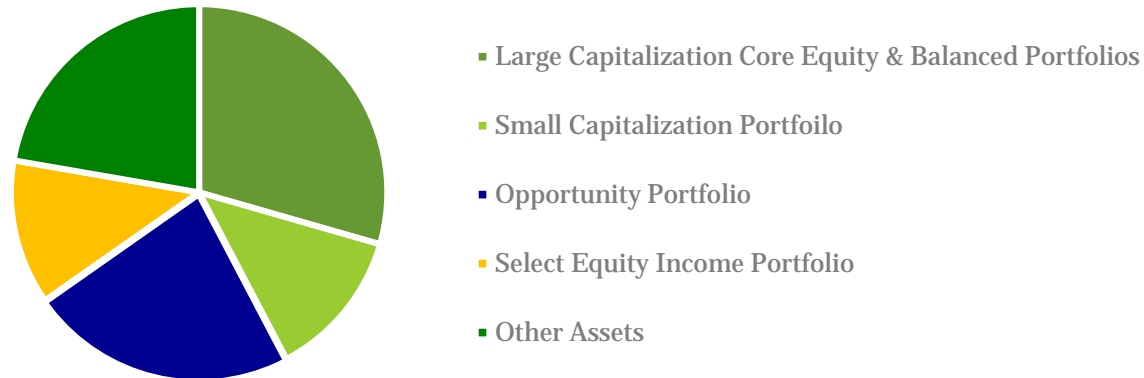 Large Capitalization Core Equity & Balanced Portfolios
Small Capitalization Portfoilo
Opportunity Portfolio
Select Equity Income Portfolio
Other Assets